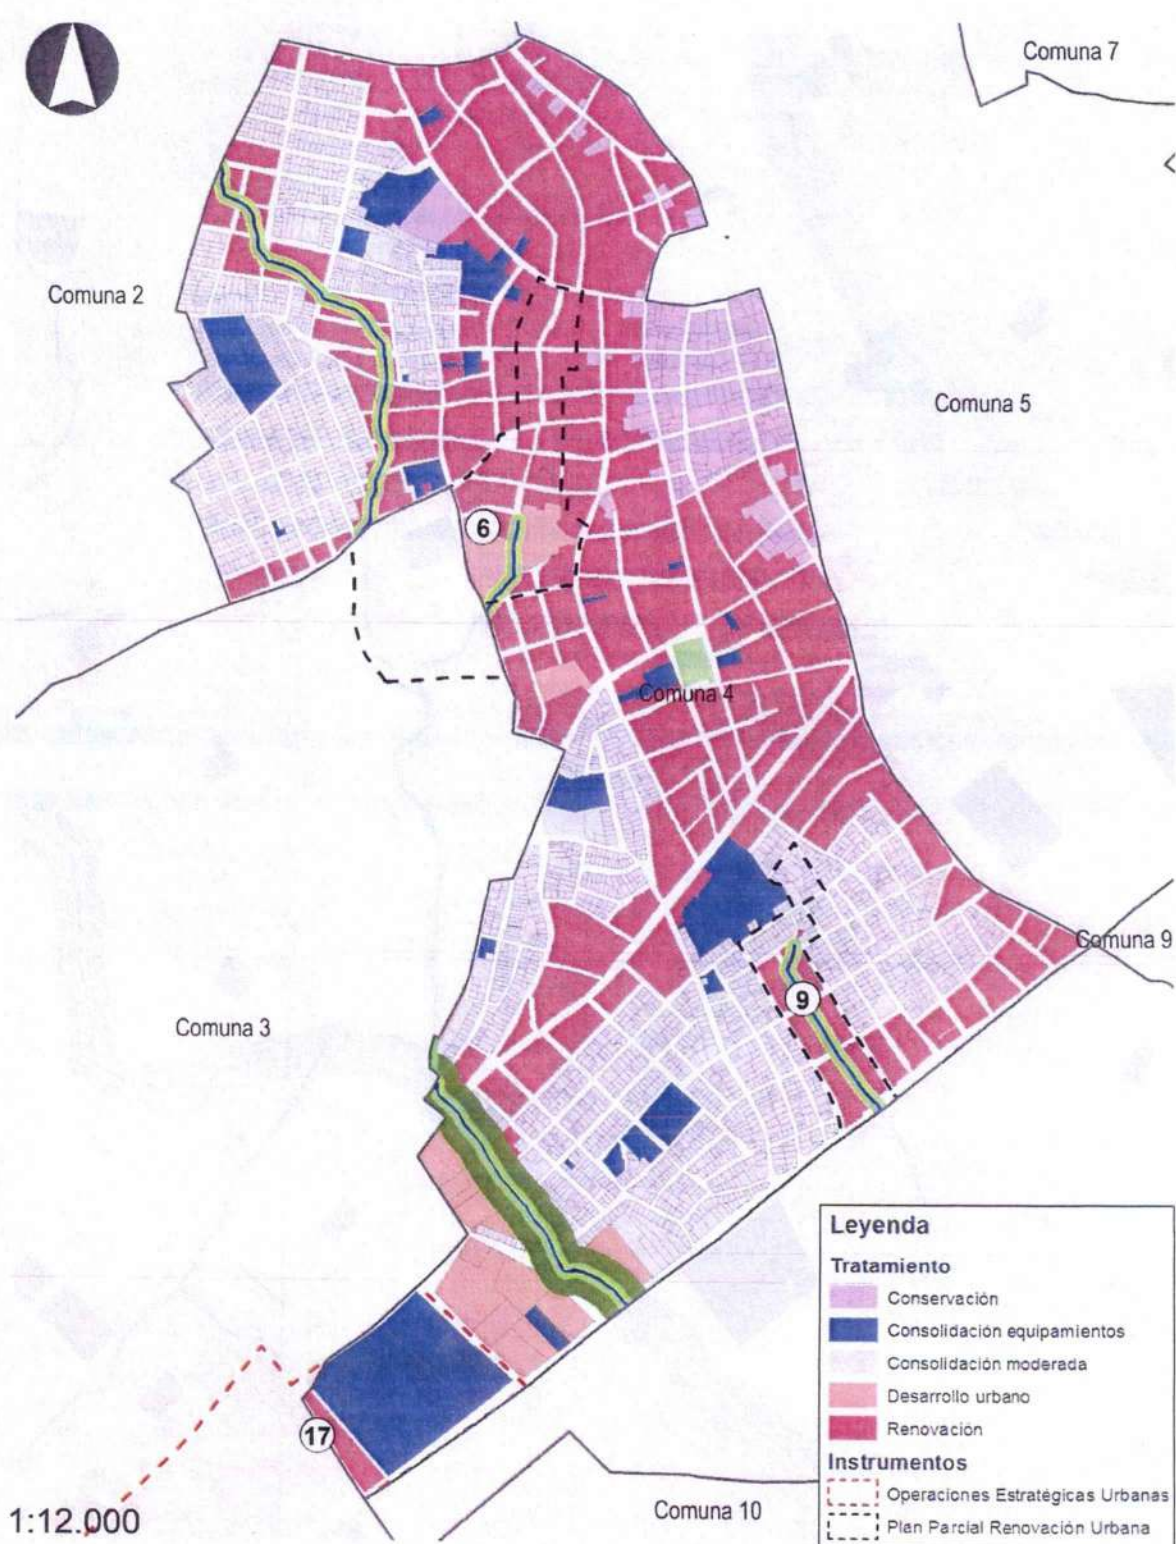 Comuna 7
Comuna 2
Comuna 5
6
Comuna 4
Comuna 9
9
Comuna 3
17
Comuna 10
1:12.000
Leyenda
Tratamiento
Conservación
Consolidación equipamientos
Consolidación moderada
Desarrollo urbano
Renovación
Instrumentos
Operaciones Estratégicas Urbanas
Plan Parcial Renovación Urbana